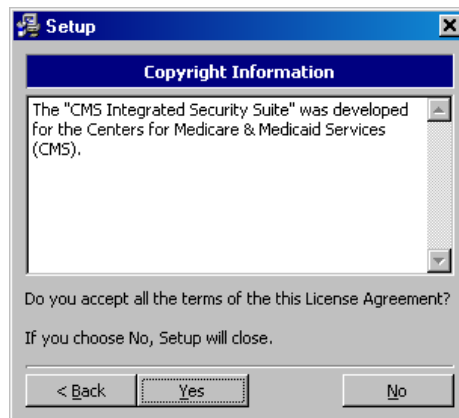 Setup
Copyright Information
The "CMS Integrated Security Suite" was developed
for the Centers for Medicare & Medicaid Services
(CMS).
Do you accept all the terms of the this License Agreement?
If you choose No, Setup will close.
< Back
Yes
No